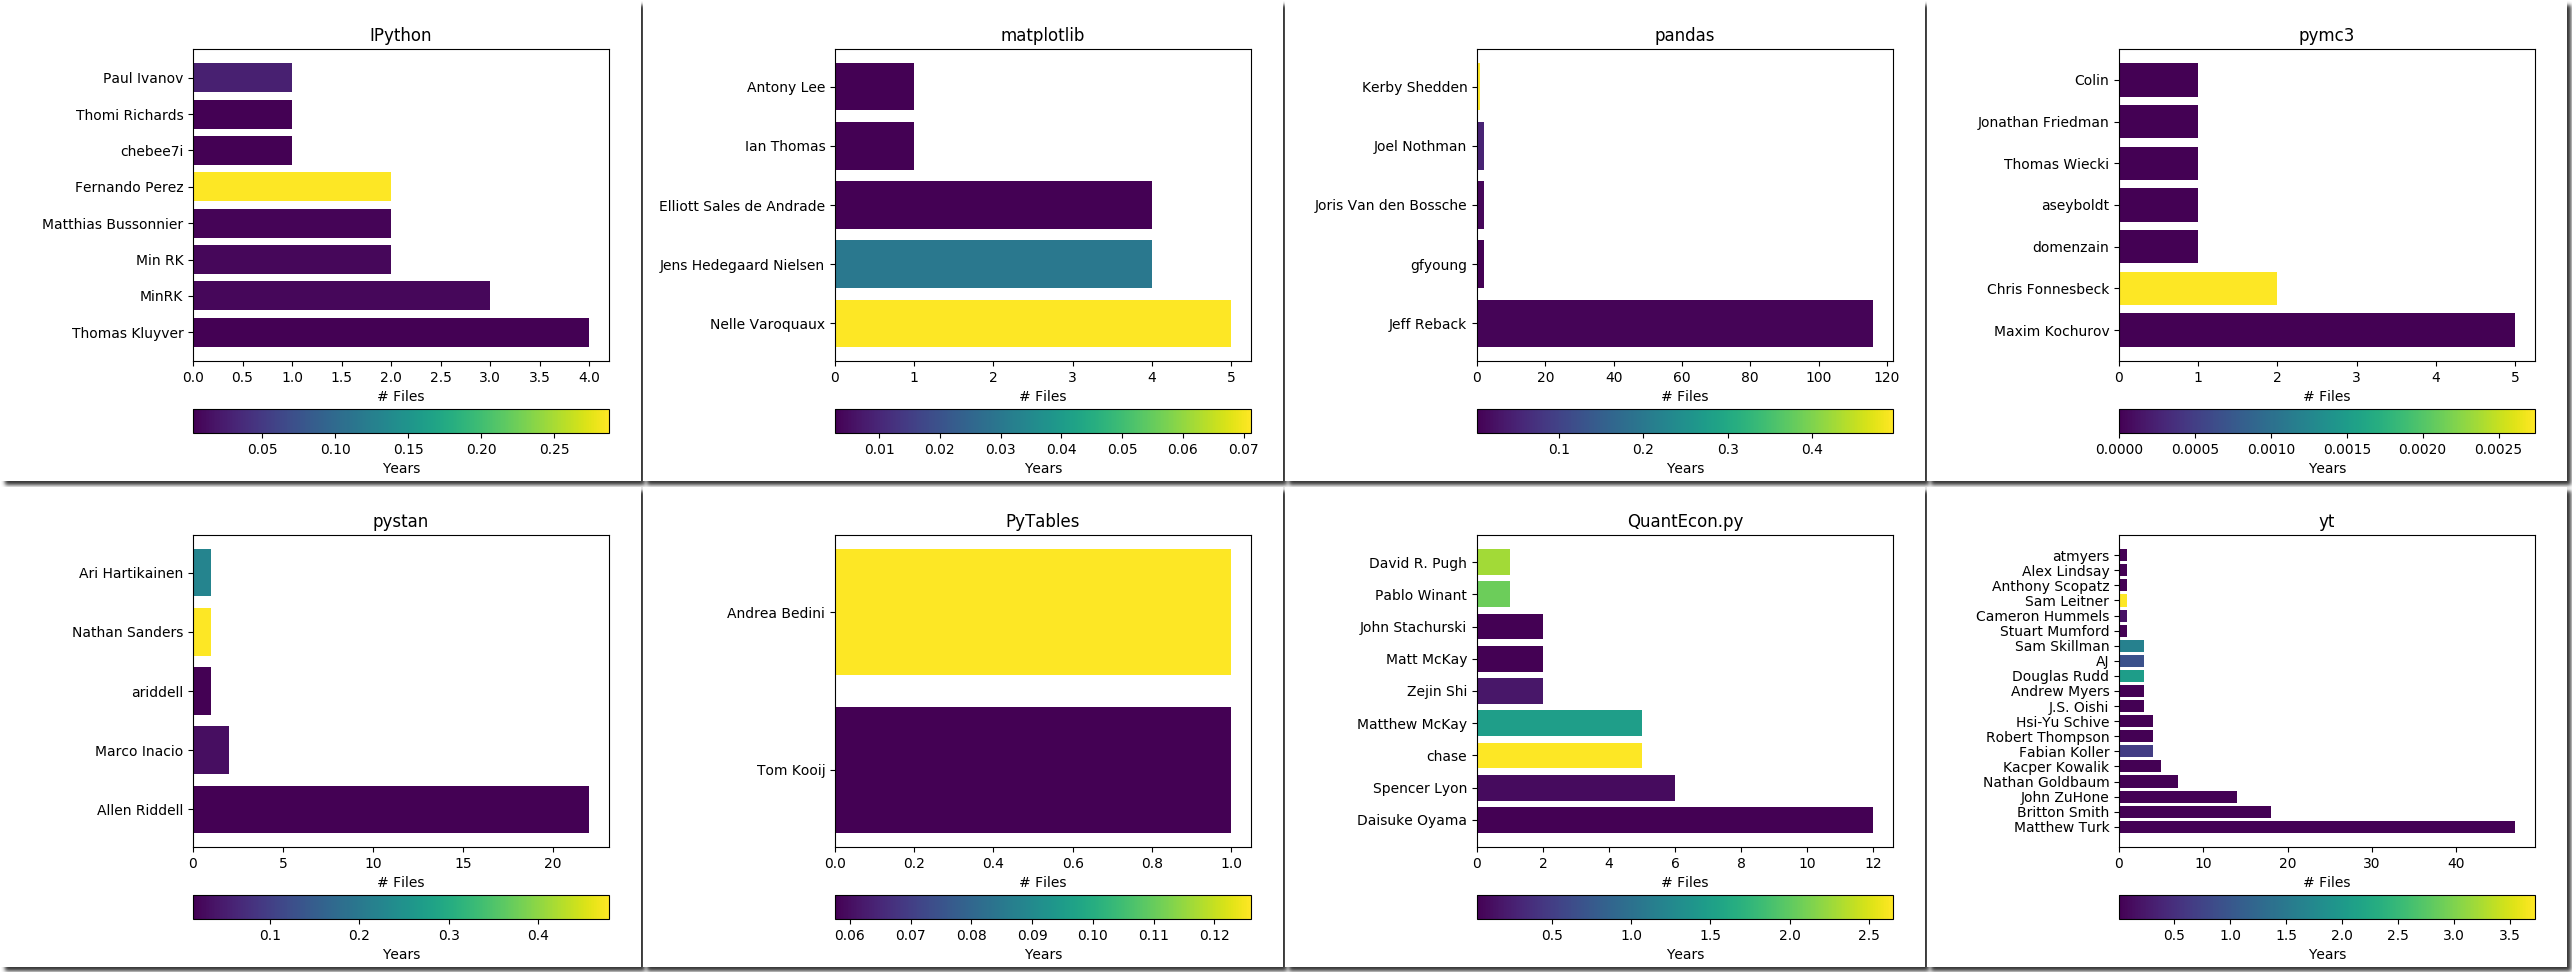 IPython
Paul Ivanov
Thomi Richards
chebee7i
Fernando Perez
Matthias Bussonnier
Min RK
MinRK
Thomas Kluyver
0.0 0.5 1.0 1.5 2.0 2.5 3.0 3.5 4.0
# Files
0.05 0.10 0.15 0.20 0.25
Years
matplotlib
Antony Lee
Ian Thomas
Elliott Sales de Andrade
Jens Hedegaard Nielsen
Nelle Varoquaux
0 1 2 3 4 5
# Files
0.01 0.02 0.03 0.04 0.05 0.06 0.07
Years
pandas
Kerby Shedden
Joel Nothman
Joris Van den Bossche
gfyoung
Jeff Reback
0 20 40 60 80 100 120
# Files
0.1 0.2 0.3 0.4
Years
pymc3
Colin
Jonathan Friedman
Thomas Wiecki
aseyboldt
domenzain
Chris Fonnesbeck
Maxim Kochurov
0 1 2 3 4 5
# Files
0.0000 0.0005 0.0010 0.0015 0.0020 0.0025
Years
pystan
Ari Hartikainen
Nathan Sanders
ariddell
Marco Inacio
Allen Riddell
0 5 10 15 20
# Files
0.1 0.2 0.3 0.4
Years
PyTables
Andrea Bedini
Tom Kooij
0.0 0.2 0.4 0.6 0.8 1.0
# Files
0.06 0.07 0.08 0.09 0.10 0.11 0.12
Years
QuantEcon.py
David R. Pugh
Pablo Winant
John Stachurski
Matt McKay
Zejin Shi
Matthew McKay
chase
Spencer Lyon
Daisuke Oyama
0 2 4 6 8 10 12
# Files
0.5 1.0 1.5 2.0 2.5
Years
yt
atmyers
Alex Lindsay
Anthony Scopatz
Sam Leitner
Cameron Hummels
Stuart Mumford
Sam Skillman
AJ
Douglas Rudd
Andrew Myers
J.S. Oishi
Hsi-Yu Schive
Robert Thompson
Fabian Koller
Kacper Kowalik
Nathan Goldbaum
John ZuHone
Britton Smith
Matthew Turk
0 10 20 30 40
# Files
0.5 1.0 1.5 2.0 2.5 3.0 3.5
Years